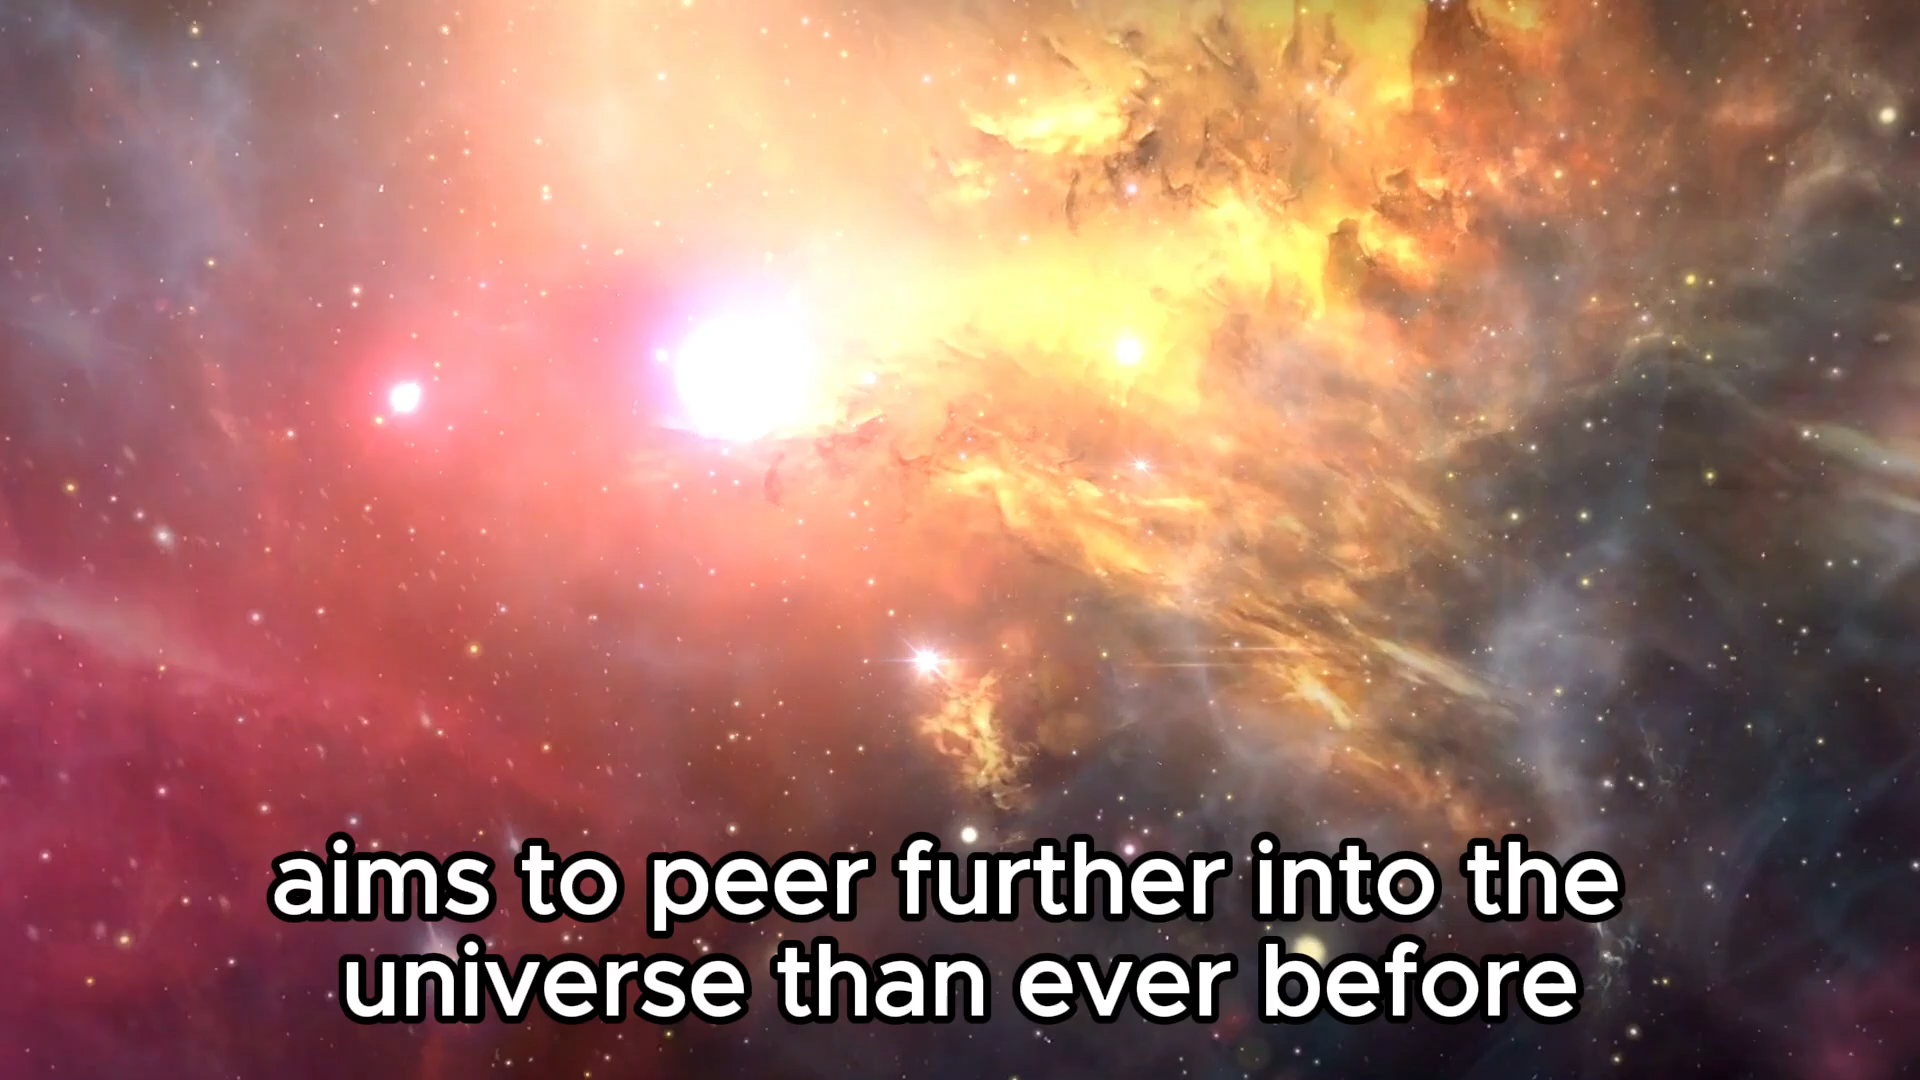 aims to peer further into the
universe than ever before